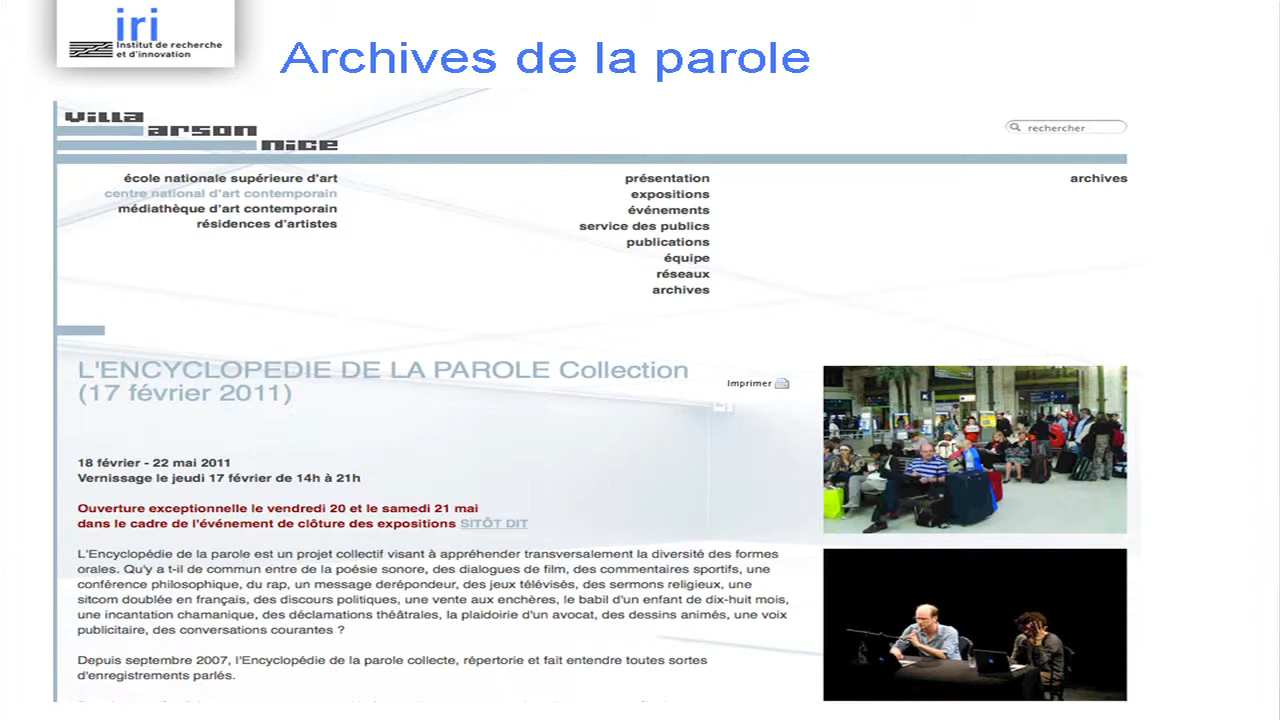 iri
Institut de recherche
et d'innovation
Archives de la parole
villa
arson
nice
rechercher
école nationale supérieure d'art
centre national d'art contemporain
médiathèque d'art contemporain
résidences d'artistes
présentation
expositions
événements
service des publics
publications
équipe
réseaux
archives
archives
L'ENCYCLOPEDIE DE LA PAROLE Collection
(17 février 2011)
Imprimer
18 février - 22 mai 2011
Vernissage le jeudi 17 février de 14h à 21h
Ouverture exceptionnelle le vendredi 20 et le samedi 21 mai
dans le cadre de l'événement de clôture des expositions SITÔT DIT
L'Encyclopédie de la parole est un projet collectif visant à appréhender transversalement la diversité des formes
orales. Qu'y a t-il de commun entre de la poésie sonore, des dialogues de film, des commentaires sportifs, une
conférence philosophique, du rap, un message derépondeur, des jeux télévisés, des sermons religieux, une
sitcom doublée en français, des discours politiques, une vente aux enchères, le babil d'un enfant de dix-huit mois,
une incantation chamanique, des déclamations théâtrales, la plaidoirie d'un avocat, des dessins animés, une voix
publicitaire, des conversations courantes ?
Depuis septembre 2007, l'Encyclopédie de la parole collecte, répertorie et fait entendre toutes sortes
d'enregistrements parlés.